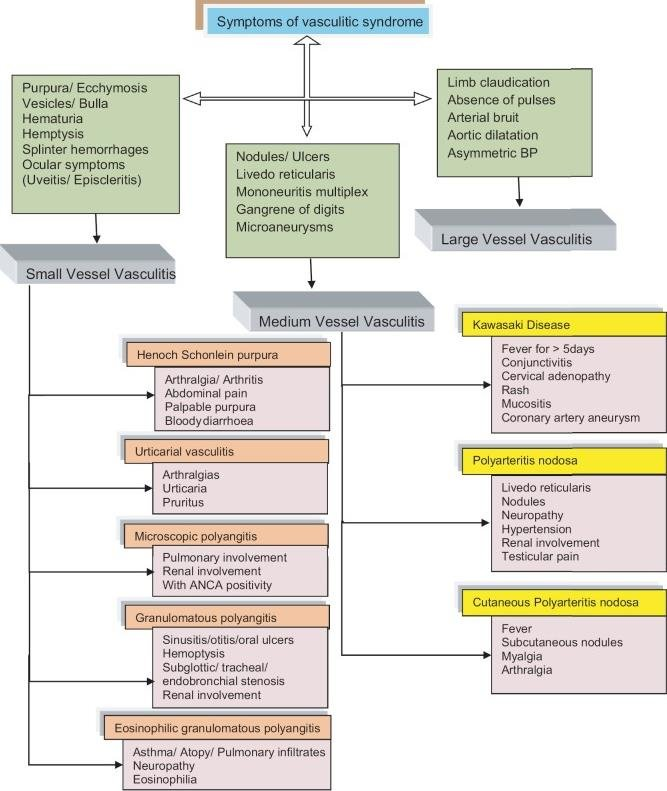 Symptoms of vasculitic syndrome
Purpura/ Ecchymosis
Vesicles/ Bulla
Hematuria
Hemptysis
Splinter hemorrhages
Ocular symptoms
(Uveitis/ Episcleritis)
Nodules/ Ulcers
Livedo reticularis
Mononeuritis multiplex
Gangrene of digits
Microaneurysms
Limb claudication
Absence of pulses
Arterial bruit
Aortic dilatation
Asymmetric BP
Small Vessel Vasculitis
Medium Vessel Vasculitis
Large Vessel Vasculitis
Henoch Schonlein purpura
Arthralgia/ Arthritis
Abdominal pain
Palpable purpura
Bloodydiarrhoea
Urticarial vasculitis
Arthralgias
Urticaria
Pruritus
Microscopic polyangitis
Pulmonary involvement
Renal involvement
With ANCA positivity
Granulomatous polyangitis
Sinusitis/otitis/oral ulcers
Hemoptysis
Subglottic/ tracheal/
endobronchial stenosis
Renal involvement
Eosinophilic granulomatous polyangitis
Asthma/ Atopy/ Pulmonary infiltrates
Neuropathy
Eosinophilia
Kawasaki Disease
Fever for > 5days
Conjunctivitis
Cervical adenopathy
Rash
Mucositis
Coronary artery aneurysm
Polyarteritis nodosa
Livedo reticularis
Nodules
Neuropathy
Hypertension
Renal involvement
Testicular pain
Cutaneous Polyarteritis nodosa
Fever
Subcutaneous nodules
Myalgia
Arthralgia